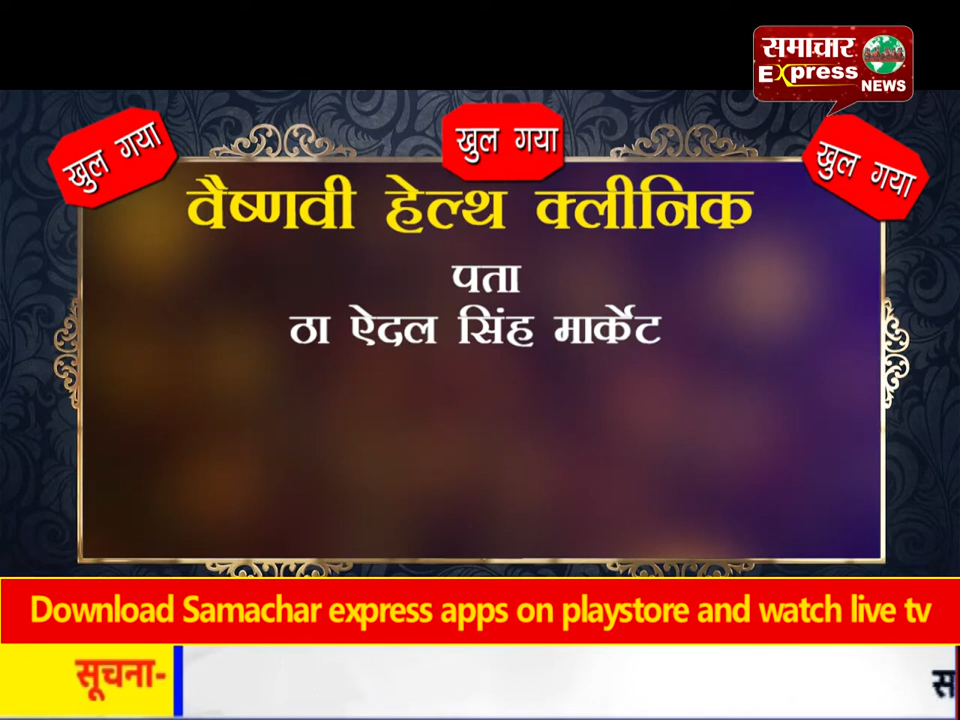 समाचार
Express
NEWS
खुल गया
खुल गया
खुल गया
वैष्णवी हेल्थ क्लीनिक
पता
ठा ऐदल सिंह मार्केट
Download Samachar express apps on playstore and watch live tv
सूचना-